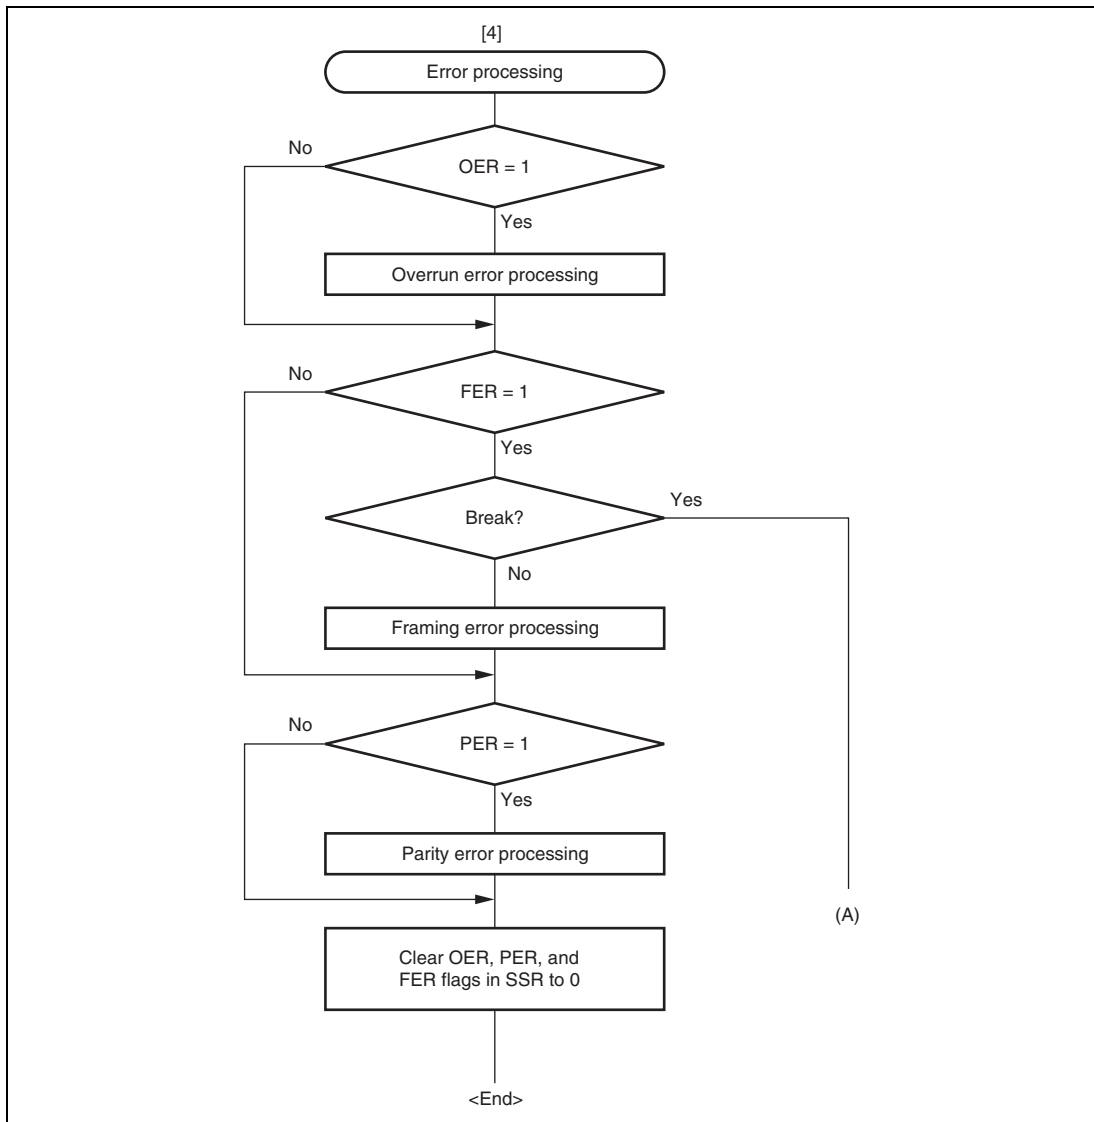 [4]
Error processing
No
OER = 1
Yes
Overrun error processing
No
FER = 1
Yes
Yes
Break?
No
Framing error processing
No
PER = 1
Yes
Parity error processing
(A)
Clear OER, PER, and
FER flags in SSR to 0
<End>